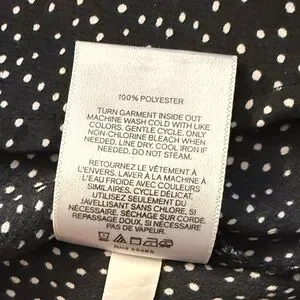 100% POLYESTER
TURN GARMENT INSIDE OUT
MACHINE WASH COLD WITH LIKE
COLORS. GENTLE CYCLE. ONLY
NON-CHLORINE BLEACH WHEN
NEEDED. LINE DRY. COOL IRON IF
NEEDED. DO NOT STEAM.
RETOURNEZ LE VÊTEMENT À
L'ENVERS. LAVER À LA MACHINE À
L'EAU FROIDE AVEC COULEURS
SIMILAIRES. CYCLE DÉLICAT.
UTILISEZ SEULEMENT DU
JAVELLISANT SANS CHLORE, SI
NÉCESSAIRE. SÉCHAGE SUR CORDE.
REPASSAGE DOUX, SI NÉCESSAIRE.
PAS DE VAPEUR.